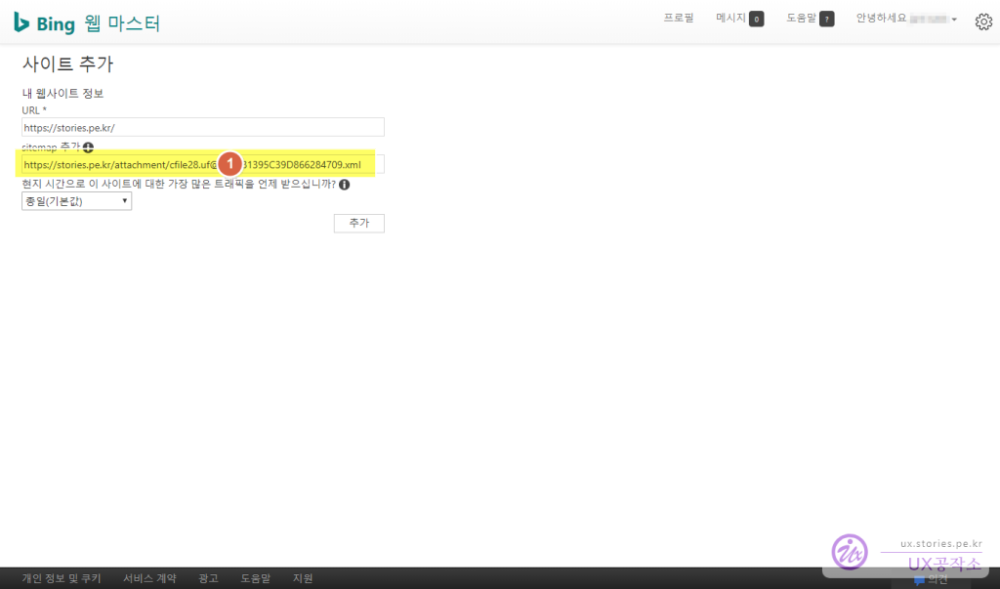 Bing 웹 마스터
프로필 메시지 0 도움말 ? 안녕하세요
사이트 추가
내 웹사이트 정보
URL *
https://stories.pe.kr/
sitemap 추가
https://stories.pe.kr/attachment/cfile28.uf@ 1 31395C39D866284709.xml
현지 시간으로 이 사이트에 대한 가장 많은 트래픽을 언제 받으십니까?
종일(기본값)
추가
ux.stories.pe.kr
UX공작소
개인 정보 및 쿠키 서비스 계약 광고 도움말 지원 의견